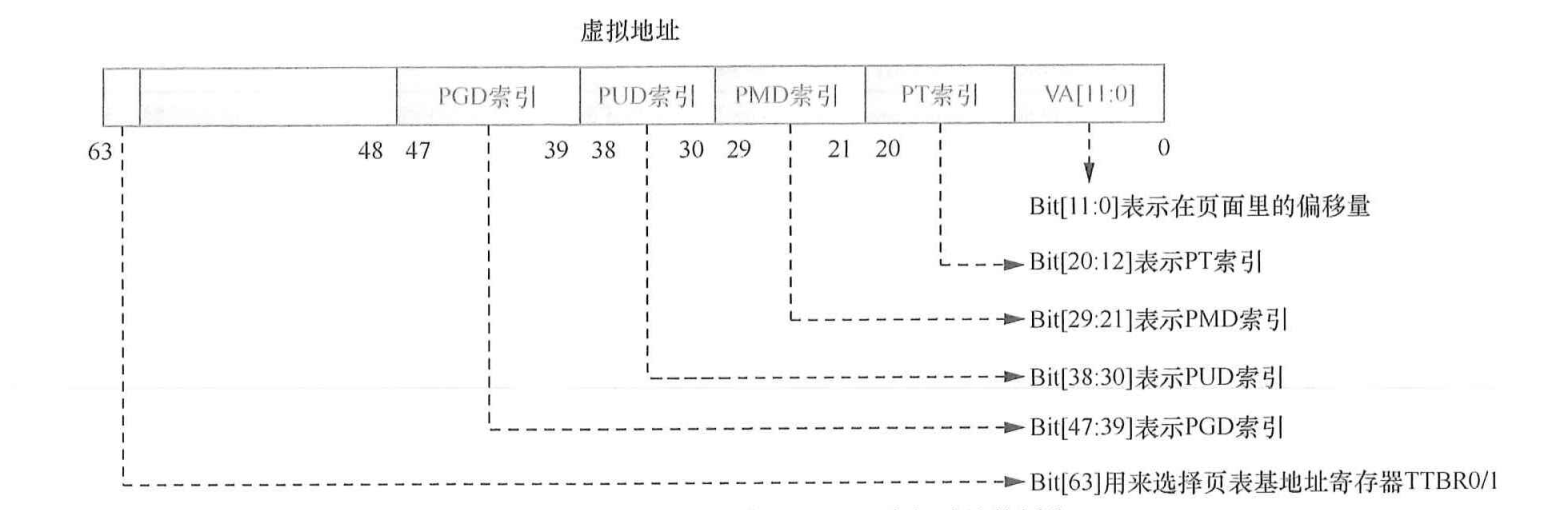 虚拟地址
PGD索引 PUD索引 PMD索引 PT索引 VA[11:0]
63 48 47 39 38 30 29 21 20 0
Bit[11:0]表示在页面里的偏移量
Bit[20:12]表示PT索引
Bit[29:21]表示PMD索引
Bit[38:30]表示PUD索引
Bit[47:39]表示PGD索引
Bit[63]用来选择页表基地址寄存器TTBR0/1